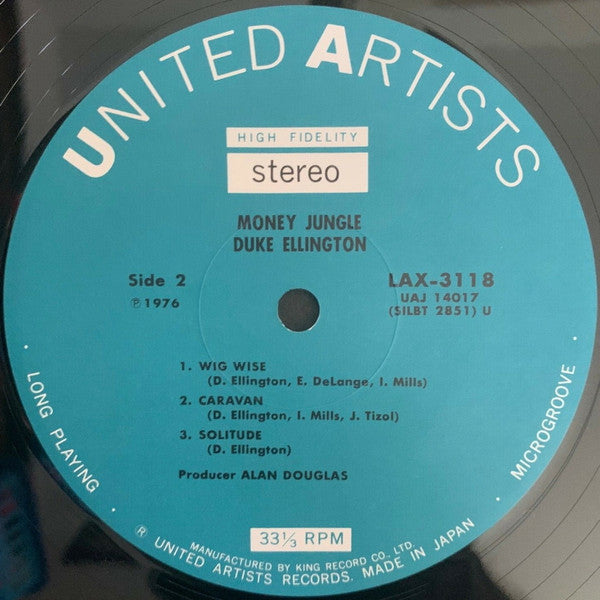 UNITED ARTISTS
HIGH FIDELITY
stereo
MONEY JUNGLE
DUKE ELLINGTON
Side 2
℗ 1976
LAX-3118
UAJ 14017
(SILBT 2851) U
1. WIG WISE
(D. Ellington, E. DeLange, I. Mills)
2. CARAVAN
(D. Ellington, I. Mills, J. Tizol)
3. SOLITUDE
(D. Ellington)
Producer ALAN DOUGLAS
· LONG PLAYING ·
· MICROGROOVE ·
33⅓ RPM
MANUFACTURED BY KING RECORD CO., LTD.
® UNITED ARTISTS RECORDS. MADE IN JAPAN